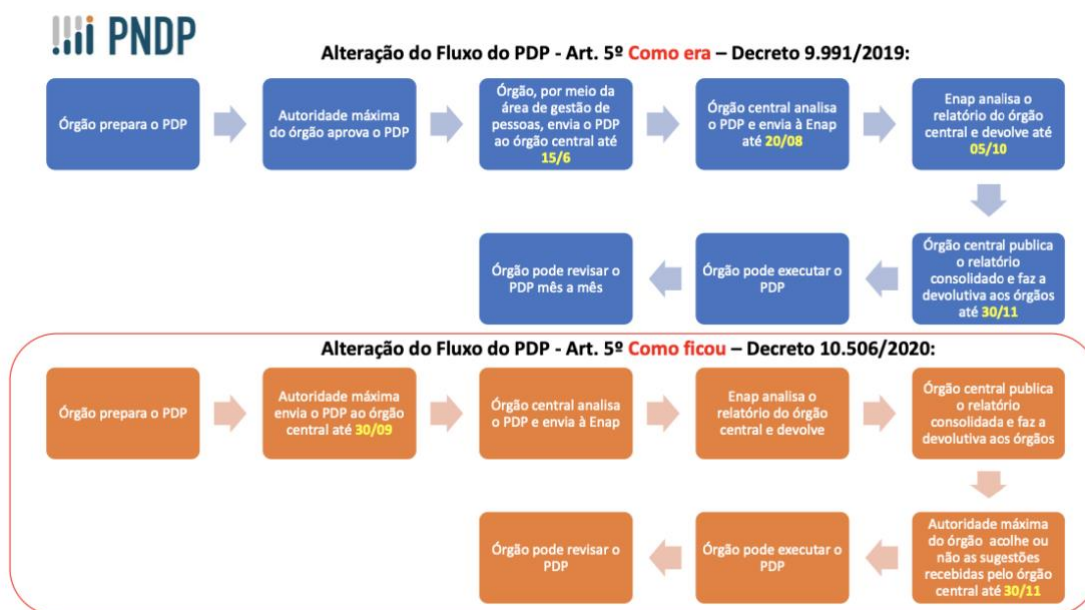 PNDP
Alteração do Fluxo do PDP - Art. 5º Como era – Decreto 9.991/2019:
Órgão prepara o PDP
Autoridade máxima
do órgão aprova o PDP
Órgão, por meio da
área de gestão de
pessoas, envia o PDP
ao órgão central até
15/6
Órgão central analisa
o PDP e envia à Enap
até 20/08
Enap analisa o
relatório do órgão
central e devolve até
05/10
Órgão pode revisar o
PDP mês a mês
Órgão pode executar o
PDP
Órgão central publica
o relatório
consolidado e faz a
devolutiva aos órgãos
até 30/11
Alteração do Fluxo do PDP - Art. 5º Como ficou – Decreto 10.506/2020:
Órgão prepara o PDP
Autoridade máxima
envia o PDP ao órgão
central até 30/09
Órgão central analisa
o PDP e envia à Enap
Enap analisa o
relatório do órgão
central e devolve
Órgão central publica
o relatório
consolidado e faz a
devolutiva aos órgãos
Órgão pode revisar o
PDP
Órgão pode executar o
PDP
Autoridade máxima
do órgão acolhe ou
não as sugestões
recebidas pelo órgão
central até 30/11